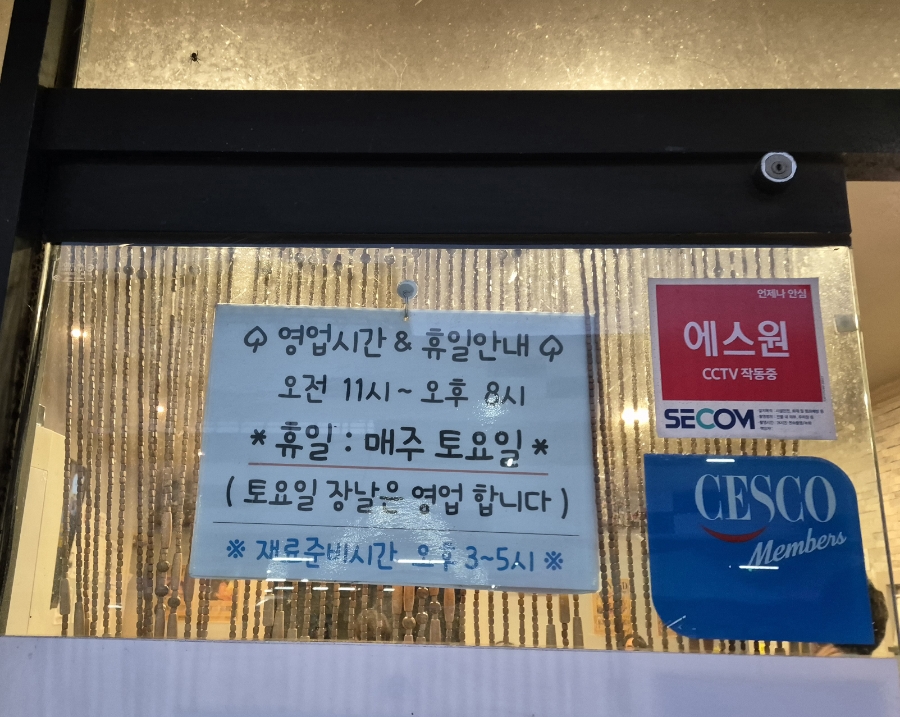 ♤ 영업시간 & 휴일안내 ♤
오전 11시 ~ 오후 8시
* 휴일 : 매주 토요일 *
( 토요일 장날은 영업 합니다 )
※ 재료준비시간 오후 3~5시 ※
언제나 안심
에스원
CCTV 작동중
SECOM
CESCO
Members